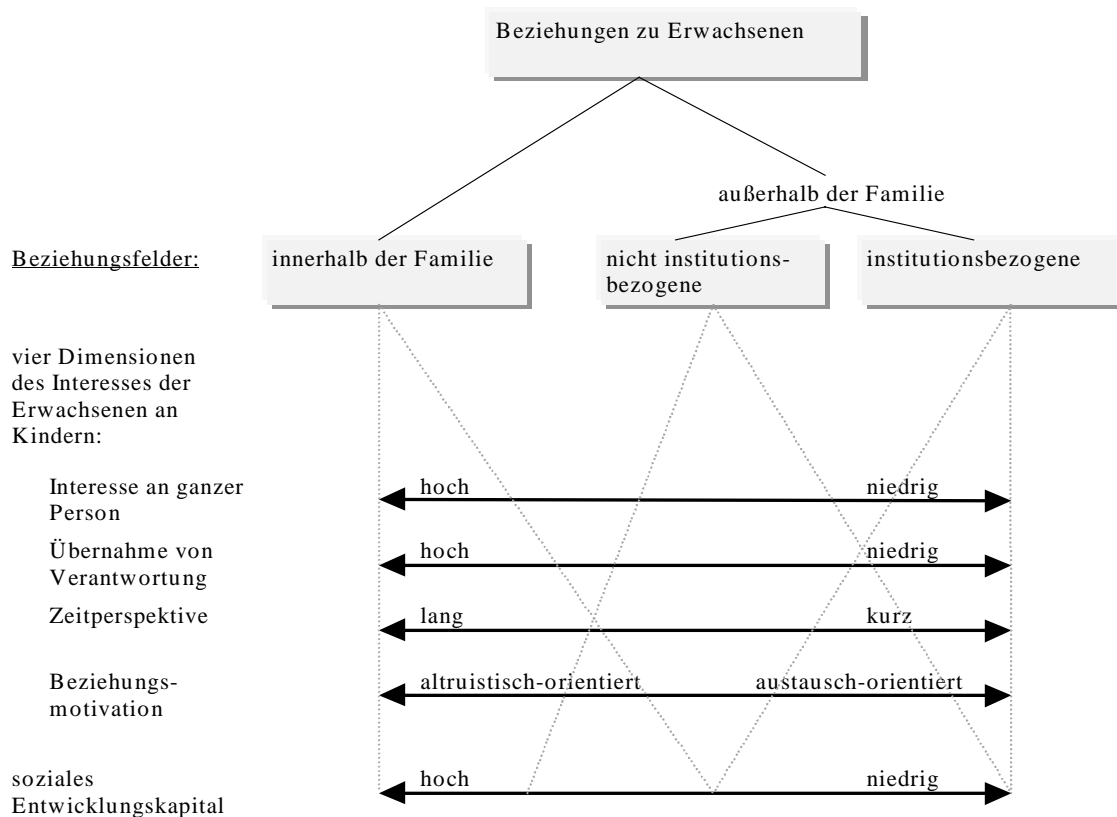 Beziehungen zu Erwachsenen
außerhalb der Familie
Beziehungsfelder:
innerhalb der Familie
nicht institutions-
bezogene
institutionsbezogene
vier Dimensionen
des Interesses der
Erwachsenen an
Kindern:
Interesse an ganzer
Person
hoch
niedrig
Übernahme von
Verantwortung
hoch
niedrig
Zeitperspektive
lang
kurz
Beziehungs-
motivation
altruistisch-orientiert
austausch-orientiert
soziales
Entwicklungskapital
hoch
niedrig